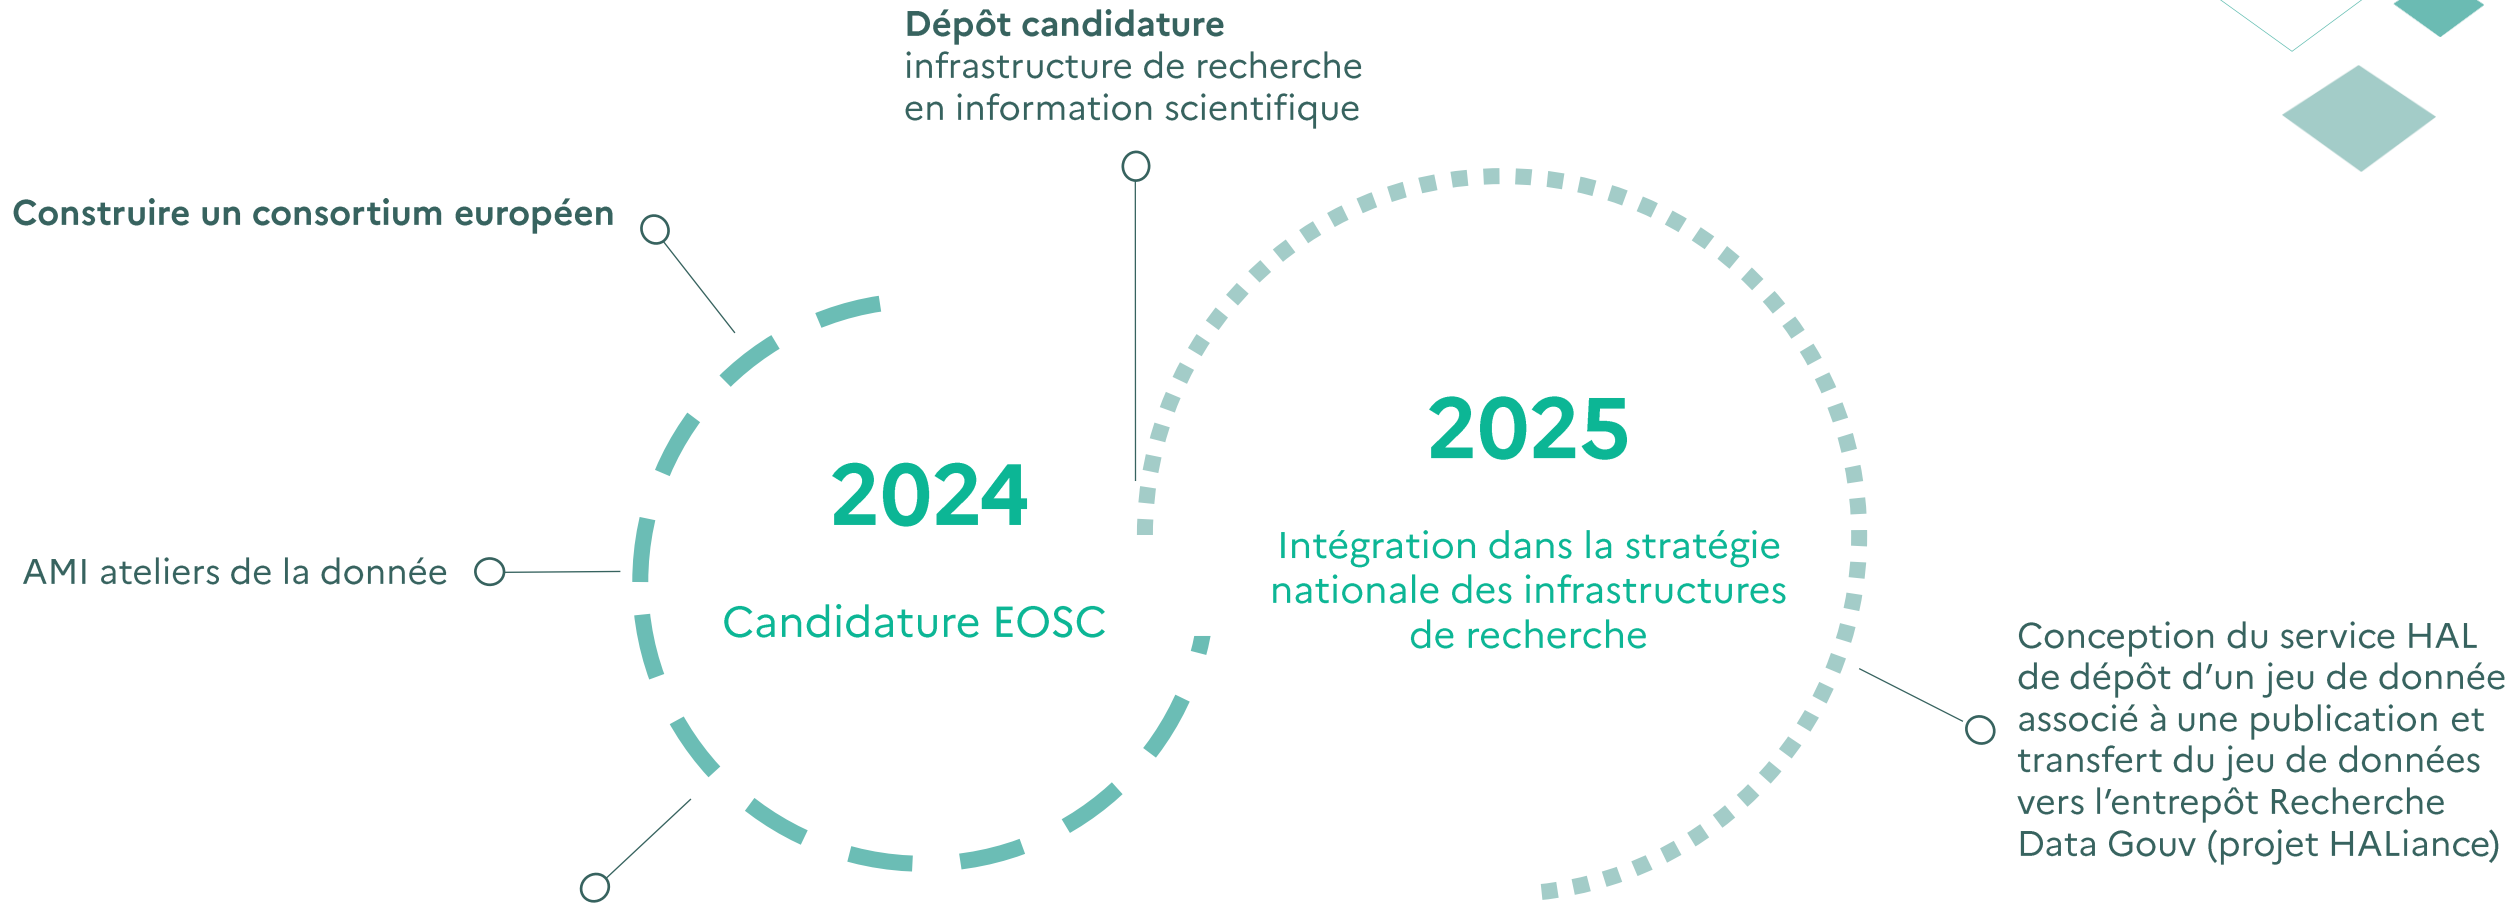 Dépôt candidature
infrastructure de recherche
en information scientifique
Construire un consortium européen
AMI ateliers de la donnée
2024
Candidature EOSC
2025
Intégration dans la stratégie
nationale des infrastructures
de recherche
Conception du service HAL
de dépôt d’un jeu de donnée
associé à une publication et
transfert du jeu de données
vers l’entrepôt Recherche
Data Gouv (projet HALiance)